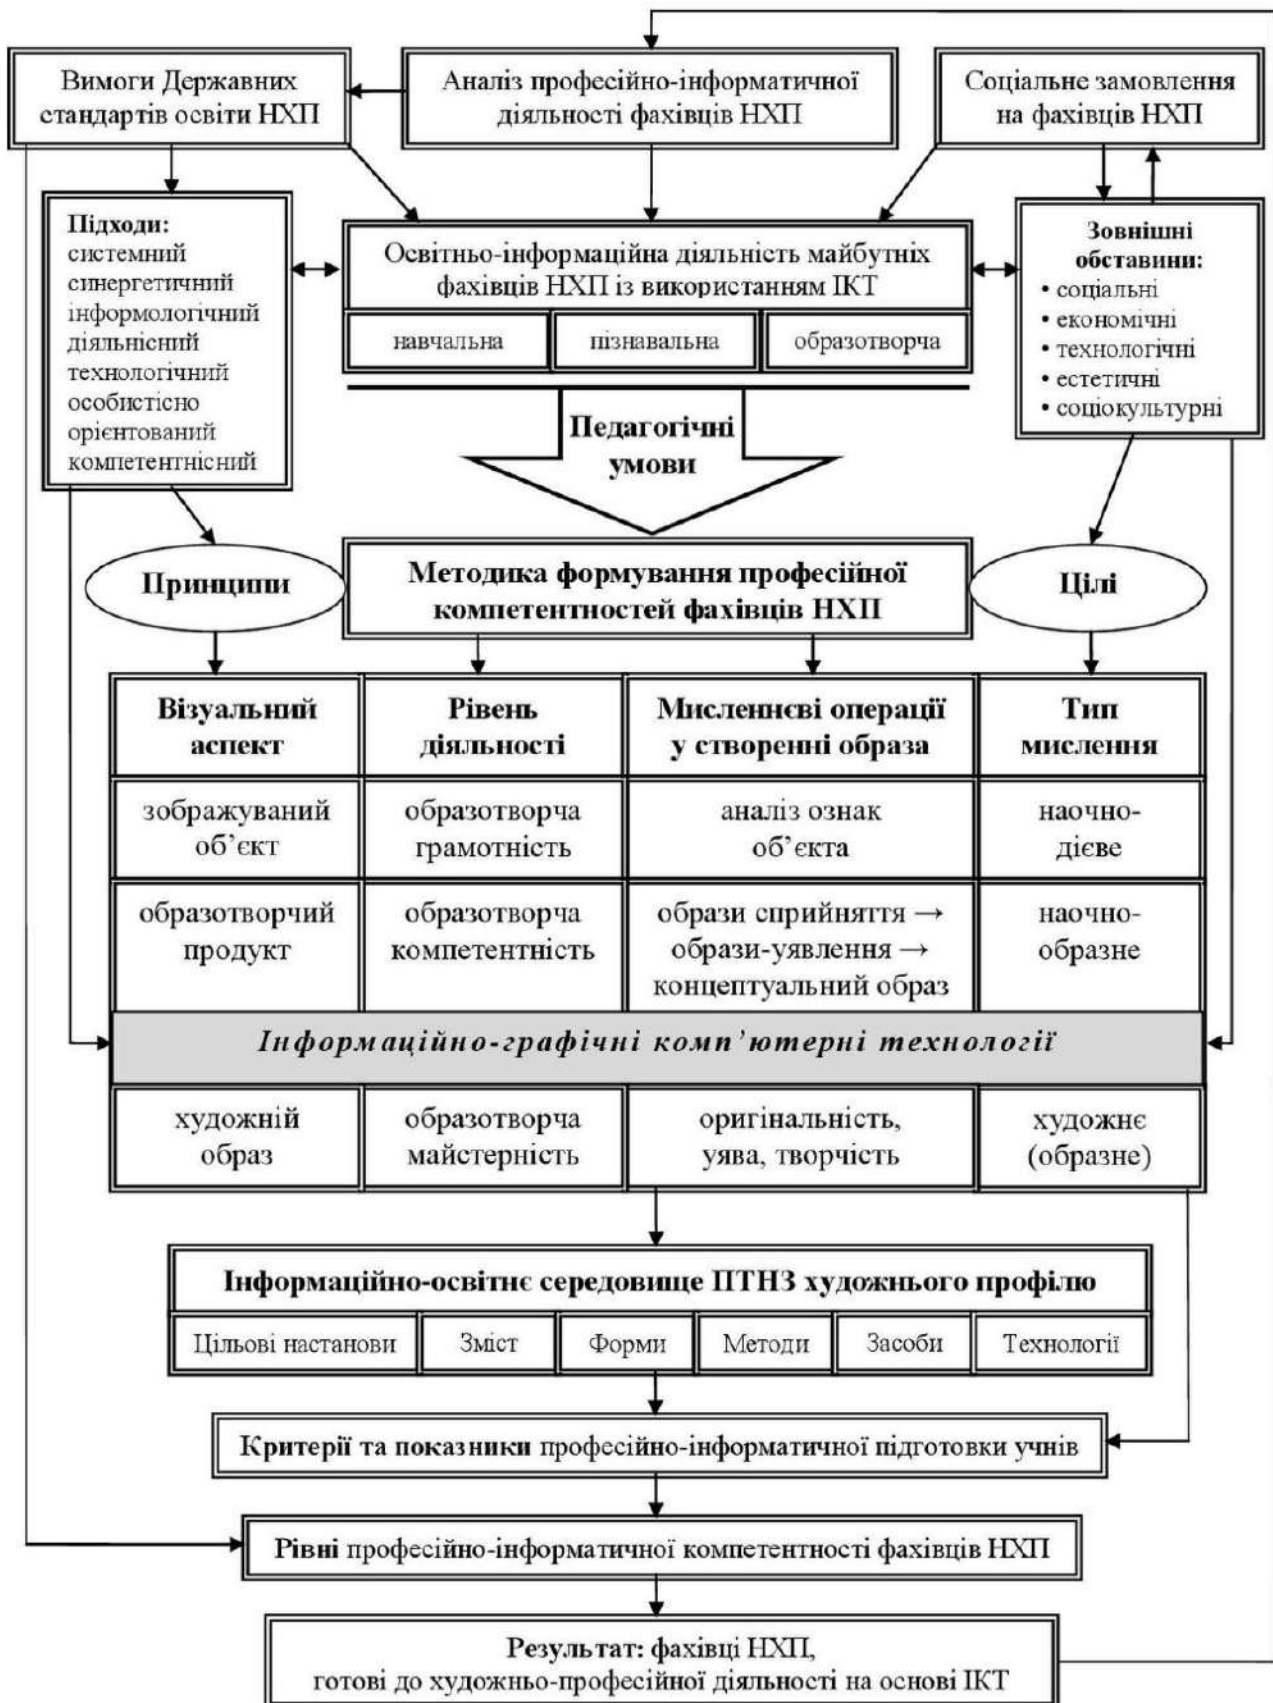 Вимоги Державних
стандартів освіти НХП
Аналіз професійно-інформатичної
діяльності фахівців НХП
Соціальне замовлення
на фахівців НХП
Підходи:
системний
синергетичний
інформологічний
діяльнісний
технологічний
особистісно
орієнтований
компетентнісний
Освітньо-інформаційна діяльність майбутніх
фахівців НХП із використанням ІКТ
навчальна
пізнавальна
образотворча
Зовнішні
обставини:
• соціальні
• економічні
• технологічні
• естетичні
• соціокультурні
Педагогічні
умови
Принципи
Методика формування професійної
компетентностей фахівців НХП
Цілі
Візуальний
аспект
Рівень
діяльності
Мисленнєві операції
у створенні образа
Тип
мислення
зображуваний
об’єкт
образотворча
грамотність
аналіз ознак
об’єкта
наочно-
дієве
образотворчий
продукт
образотворча
компетентність
образи сприйняття →
образи-уявлення →
концептуальний образ
наочно-
образне
Інформаційно-графічні комп’ютерні технології
художній
образ
образотворча
майстерність
оригінальність,
уява, творчість
художнє
(образне)
Інформаційно-освітнє середовище ПТНЗ художнього профілю
Цільові настанови
Зміст
Форми
Методи
Засоби
Технології
Критерії та показники професійно-інформатичної підготовки учнів
Рівні професійно-інформатичної компетентності фахівців НХП
Результат: фахівці НХП,
готові до художньо-професійної діяльності на основі ІКТ